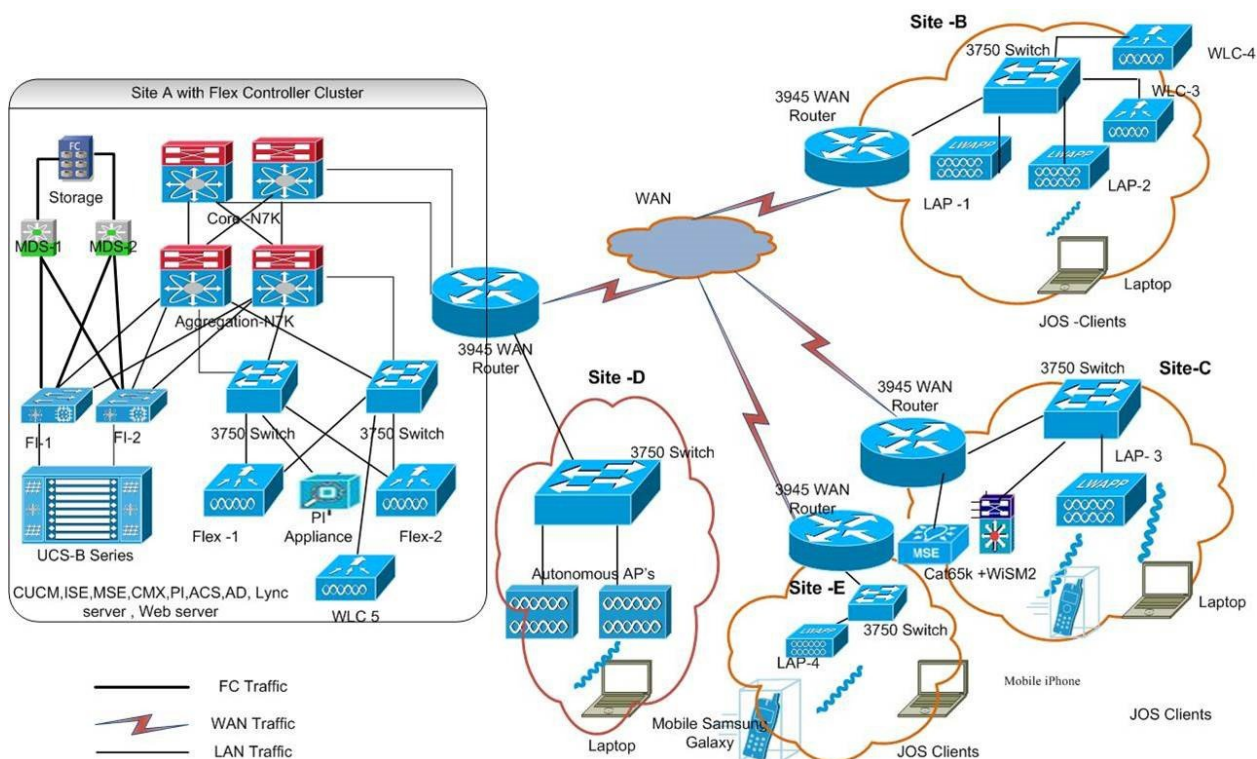 Site A with Flex Controller Cluster
FC
Storage
MDS-1
MDS-2
Core -N7K
Aggregation-N7K
FI-1
FI-2
3750 Switch
3750 Switch
UCS-B Series
Flex -1
PI
Appliance
Flex-2
WLC 5
CUCM,ISE,MSE,CMX,PI,ACS,AD, Lync
server , Web server
3945 WAN
Router
WAN
Site -B
3750 Switch
WLC-4
WLC-3
3945 WAN
Router
LWAPP
LAP -1
LWAPP
LAP-2
Laptop
JOS -Clients
Site -D
3750 Switch
Autonomous AP's
Laptop
Site-C
3750 Switch
3945 WAN
Router
LAP- 3
LWAPP
MSE
Cat65k +WiSM2
Laptop
Mobile iPhone
JOS Clients
3945 WAN
Router
Site -E
3750 Switch
LWAPP
LAP-4
Mobile Samsung
Galaxy
JOS Clients
FC Traffic
WAN Traffic
LAN Traffic